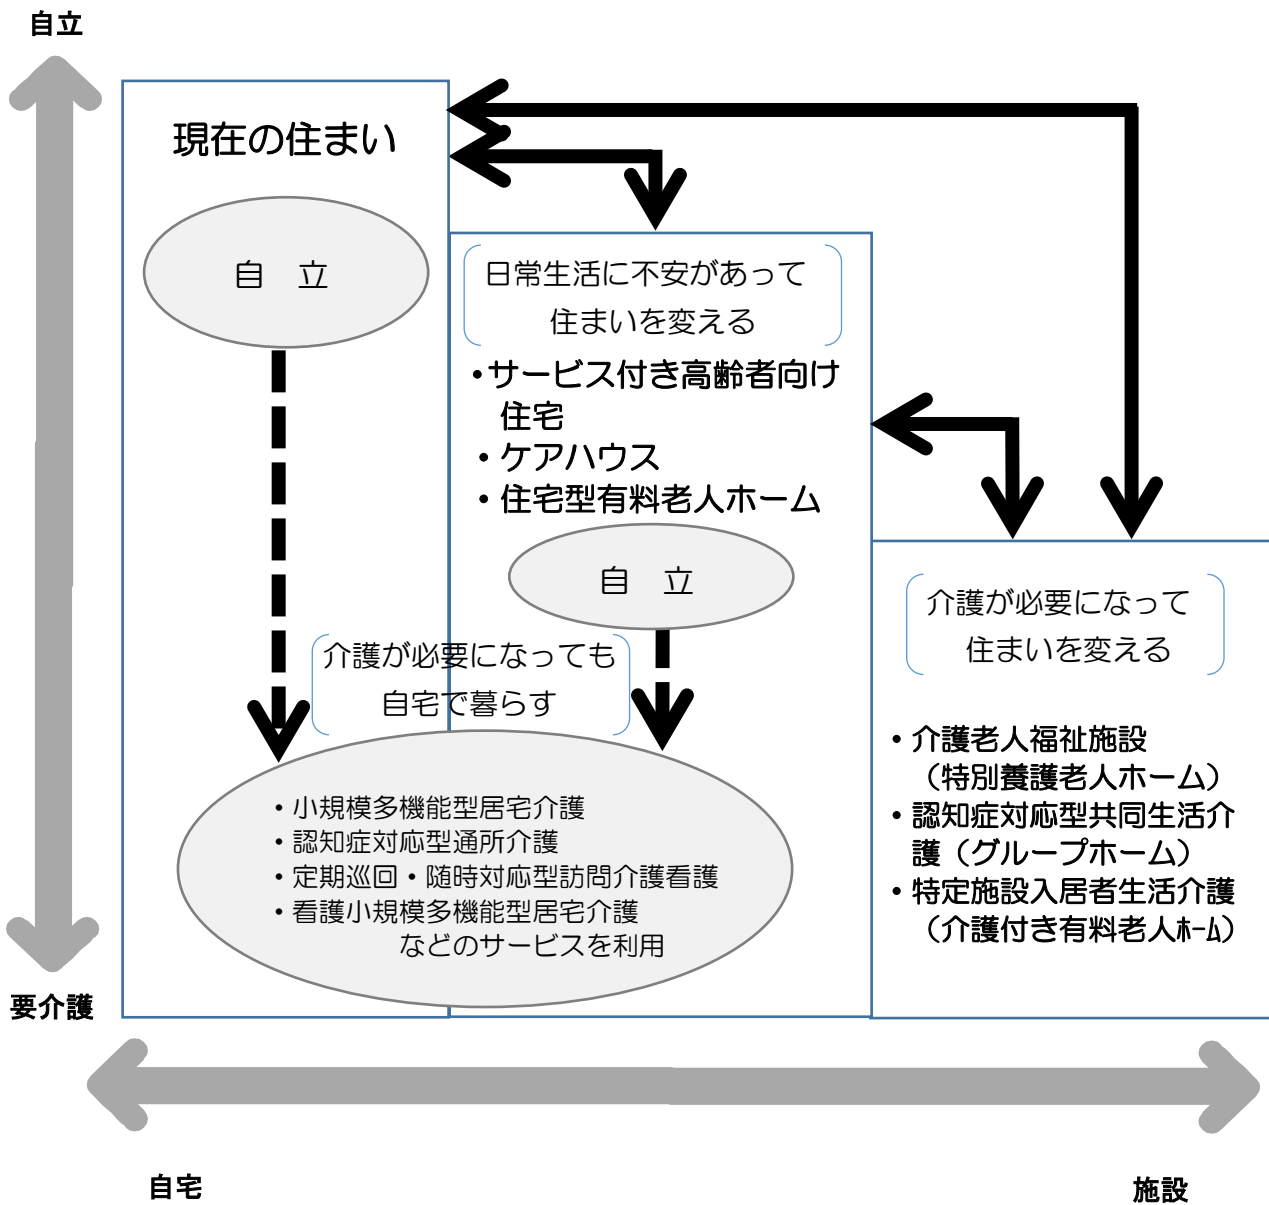 自立
現在の住まい
自 立
日常生活に不安があって
住まいを変える
・サービス付き高齢者向け
住宅
・ケアハウス
・住宅型有料老人ホーム
自 立
介護が必要になっても
自宅で暮らす
・小規模多機能型居宅介護
・認知症対応型通所介護
・定期巡回・随時対応型訪問介護看護
・看護小規模多機能型居宅介護
などのサービスを利用
介護が必要になって
住まいを変える
・介護老人福祉施設
（特別養護老人ホーム）
・認知症対応型共同生活介
護（グループホーム）
・特定施設入居者生活介護
（介護付き有料老人ﾎｰﾑ）
要介護
自宅
施設